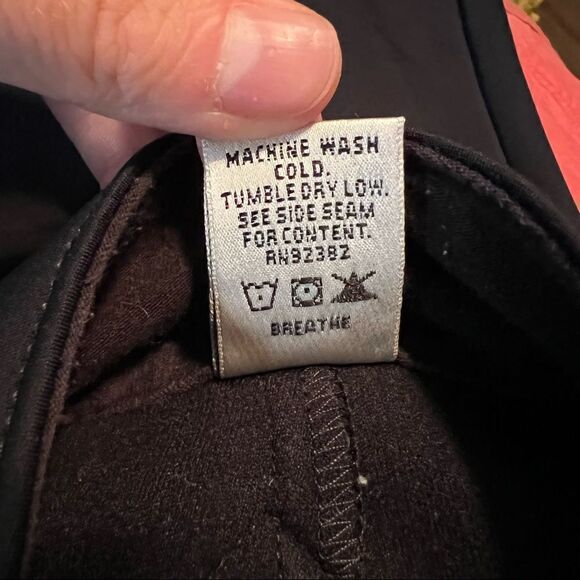 MACHINE WASH
COLD.
TUMBLE DRY LOW.
SEE SIDE SEAM
FOR CONTENT.
RN92382
BREATHE